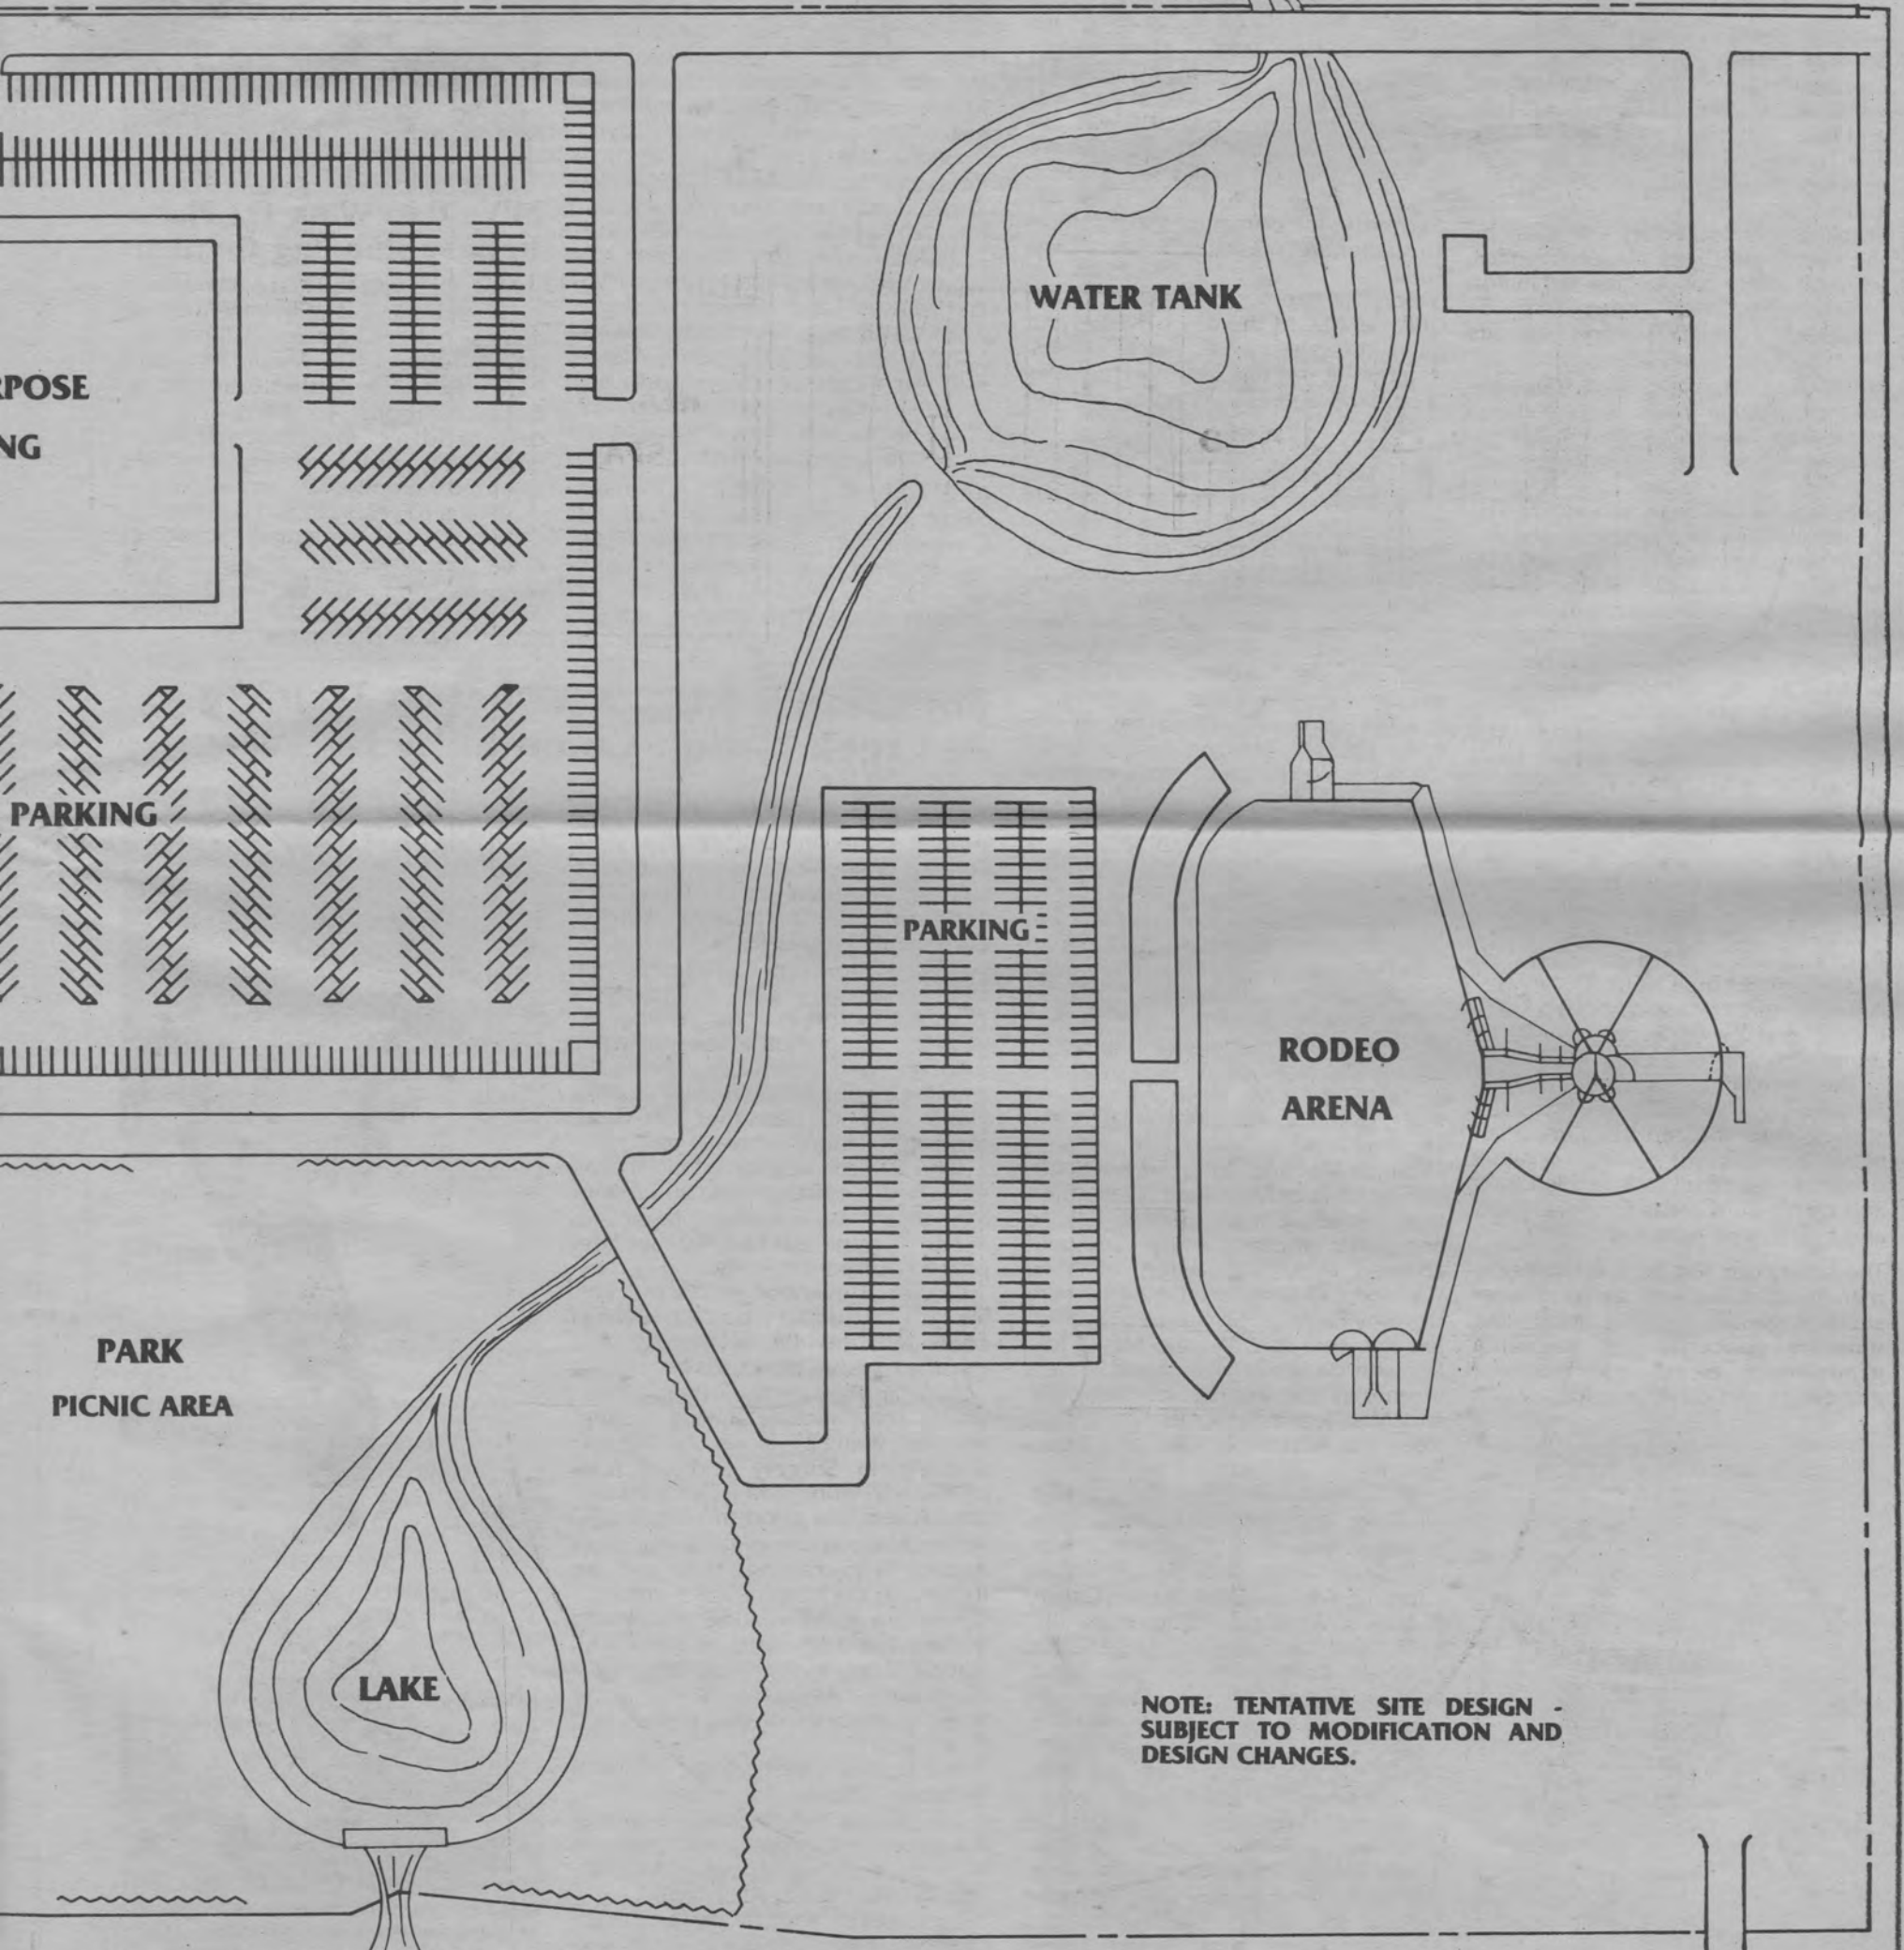 WATER TANK
RPOSE
NG
PARKING
PARKING
RODEO
ARENA
PARK
PICNIC AREA
LAKE
NOTE: TENTATIVE SITE DESIGN -
SUBJECT TO MODIFICATION AND
DESIGN CHANGES.